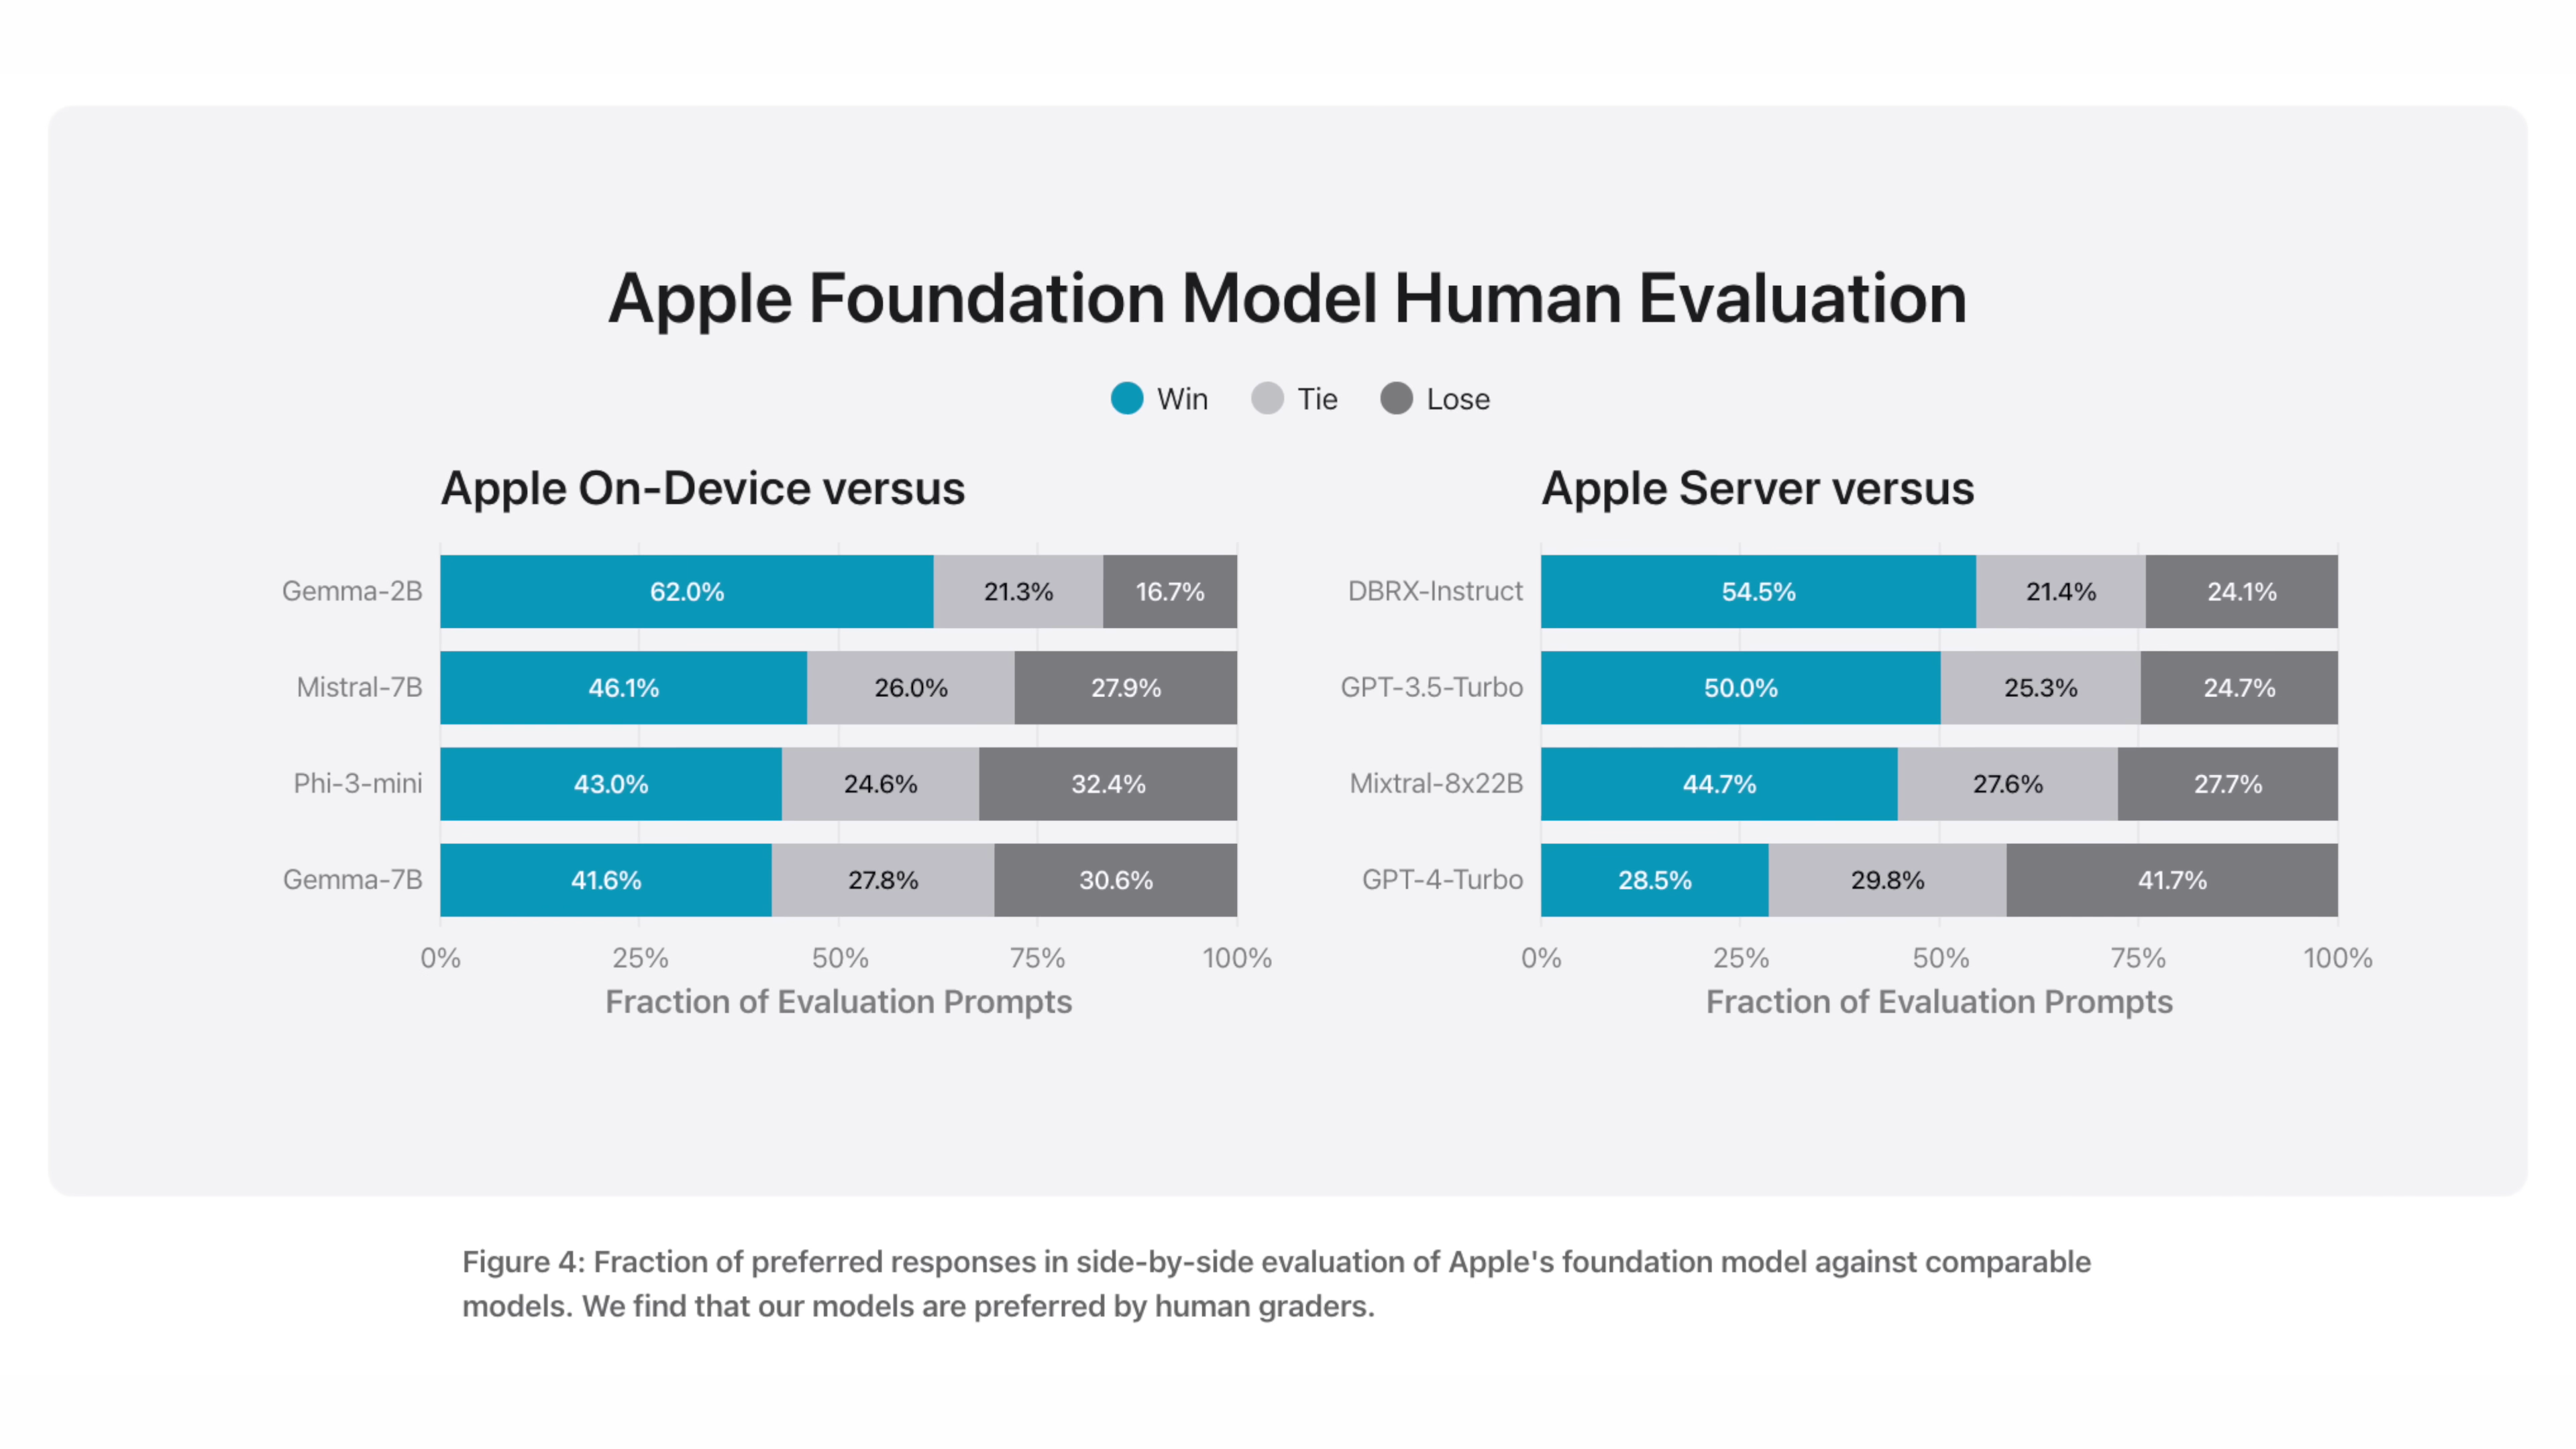 Apple Foundation Model Human Evaluation
Win Tie Lose
Apple On-Device versus
Gemma-2B 62.0% 21.3% 16.7%
Mistral-7B 46.1% 26.0% 27.9%
Phi-3-mini 43.0% 24.6% 32.4%
Gemma-7B 41.6% 27.8% 30.6%
0% 25% 50% 75% 100%
Fraction of Evaluation Prompts
Apple Server versus
DBRX-Instruct 54.5% 21.4% 24.1%
GPT-3.5-Turbo 50.0% 25.3% 24.7%
Mixtral-8x22B 44.7% 27.6% 27.7%
GPT-4-Turbo 28.5% 29.8% 41.7%
0% 25% 50% 75% 100%
Fraction of Evaluation Prompts
Figure 4: Fraction of preferred responses in side-by-side evaluation of Apple's foundation model against comparable
models. We find that our models are preferred by human graders.